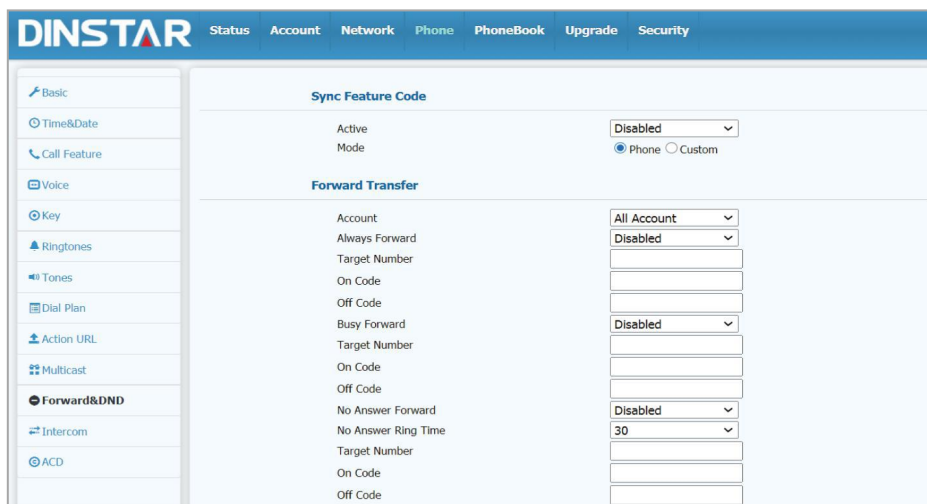 DINSTAR Status Account Network Phone PhoneBook Upgrade Security
Basic
Time&Date
Call Feature
Voice
Key
Ringtones
Tones
Dial Plan
Action URL
Multicast
Forward&DND
Intercom
ACD
Sync Feature Code
Active Disabled
Mode Phone Custom
Forward Transfer
Account All Account
Always Forward Disabled
Target Number
On Code
Off Code
Busy Forward Disabled
Target Number
On Code
Off Code
No Answer Forward Disabled
No Answer Ring Time 30
Target Number
On Code
Off Code